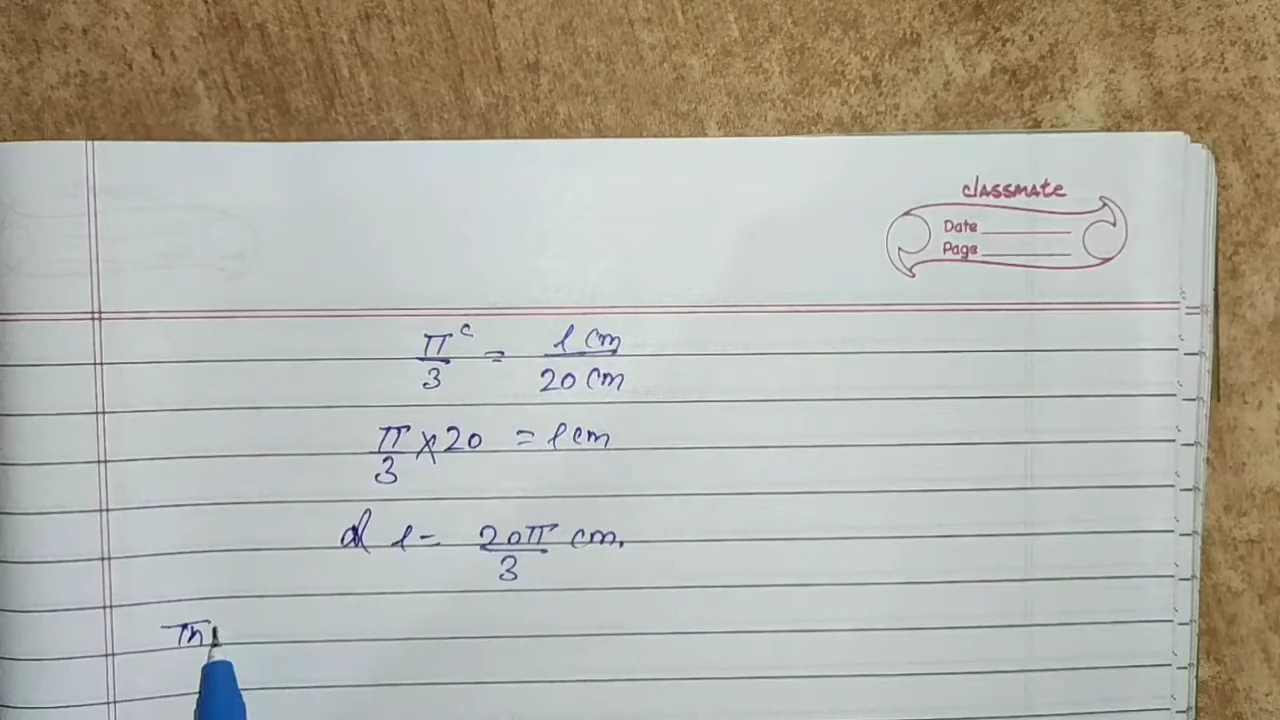 classmate
Date
Page
π/3 ᶜ = l cm / 20 cm
π/3 × 20 = l cm
l = 20π/3 cm.
Th